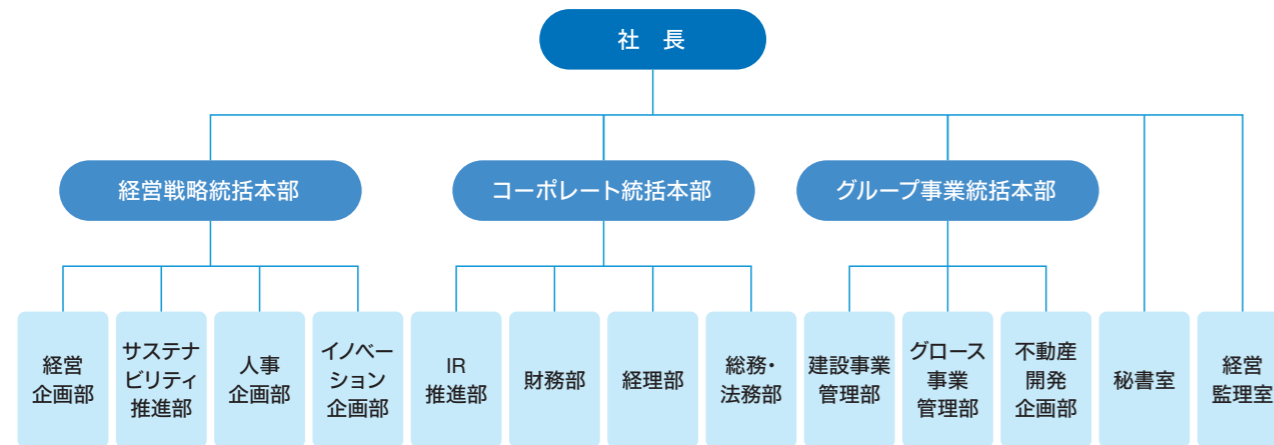 社 長
経営戦略統括本部
コーポレート統括本部
グループ事業統括本部
経営
企画部
サステナ
ビリティ
推進部
人事
企画部
イノベー
ション
企画部
IR
推進部
財務部
経理部
総務・
法務部
建設事業
管理部
グロース
事業
管理部
不動産
開発
企画部
秘書室
経営
監理室